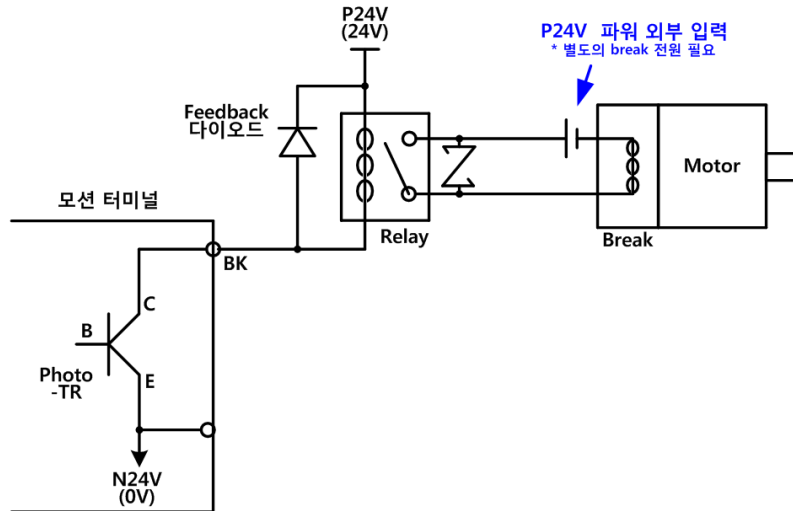 P24V
(24V)
P24V 파워 외부 입력
* 별도의 break 전원 필요
Feedback
다이오드
Motor
모션 터미널
Relay
Break
BK
C
B
E
Photo
-TR
N24V
(0V)